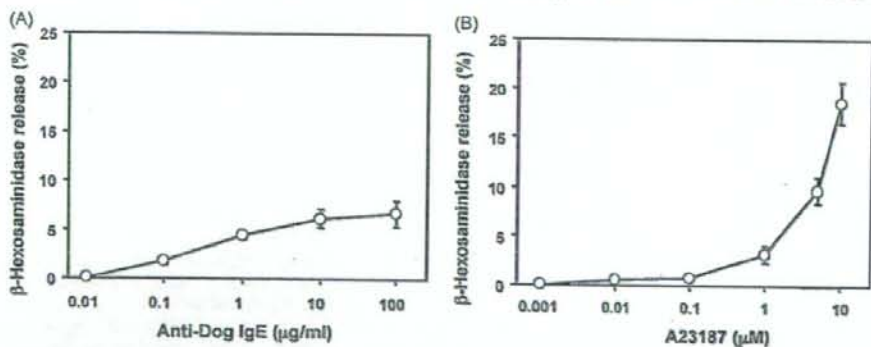 (A)
β-Hexosaminidase release (%)
25
20
15
10
5
0
0.01 0.1 1 10 100
Anti-Dog IgE (μg/ml)
(B)
β-Hexosaminidase release (%)
25
20
15
10
5
0
0.001 0.01 0.1 1 10
A23187 (μM)